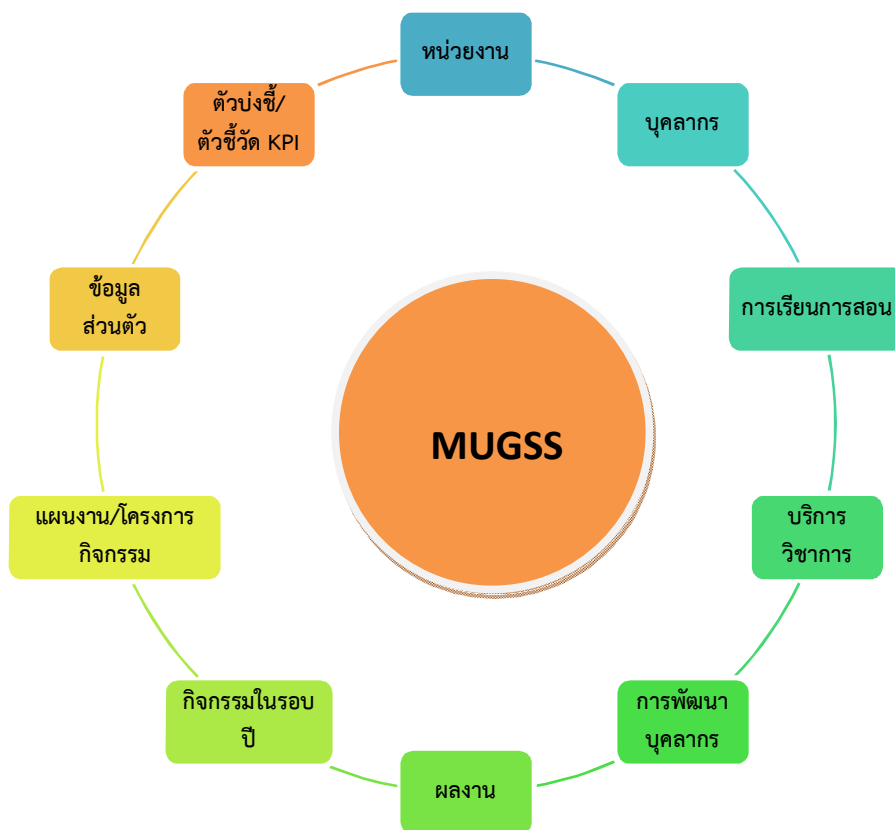 หน่วยงาน
บุคลากร
การเรียนการสอน
บริการ
วิชาการ
การพัฒนา
บุคลากร
ผลงาน
กิจกรรมในรอบ
ปี
แผนงาน/โครงการ
กิจกรรม
ข้อมูล
ส่วนตัว
ตัวบ่งชี้/
ตัวชี้วัด KPI
MUGSS